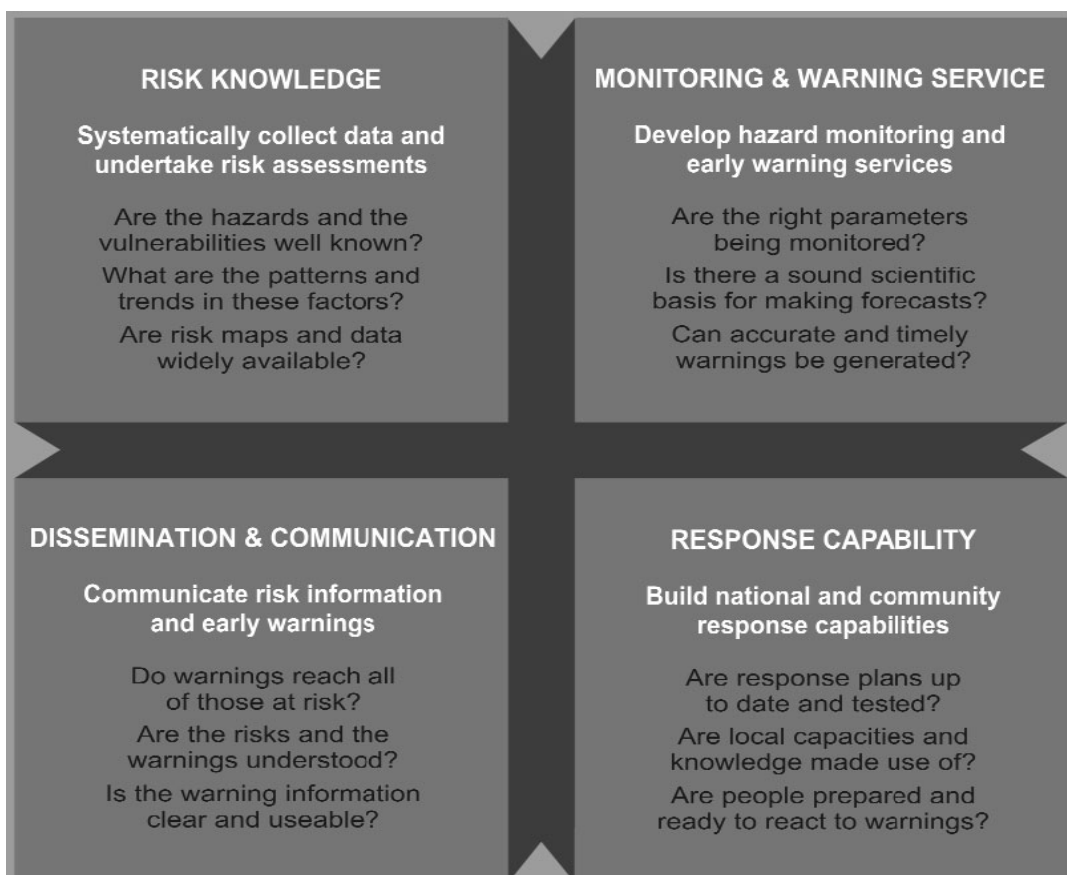 RISK KNOWLEDGE
Systematically collect data and
undertake risk assessments
Are the hazards and the
vulnerabilities well known?
What are the patterns and
trends in these factors?
Are risk maps and data
widely available?
MONITORING & WARNING SERVICE
Develop hazard monitoring and
early warning services
Are the right parameters
being monitored?
Is there a sound scientific
basis for making forecasts?
Can accurate and timely
warnings be generated?
DISSEMINATION & COMMUNICATION
Communicate risk information
and early warnings
Do warnings reach all
of those at risk?
Are the risks and the
warnings understood?
Is the warning information
clear and useable?
RESPONSE CAPABILITY
Build national and community
response capabilities
Are response plans up
to date and tested?
Are local capacities and
knowledge made use of?
Are people prepared and
ready to react to warnings?